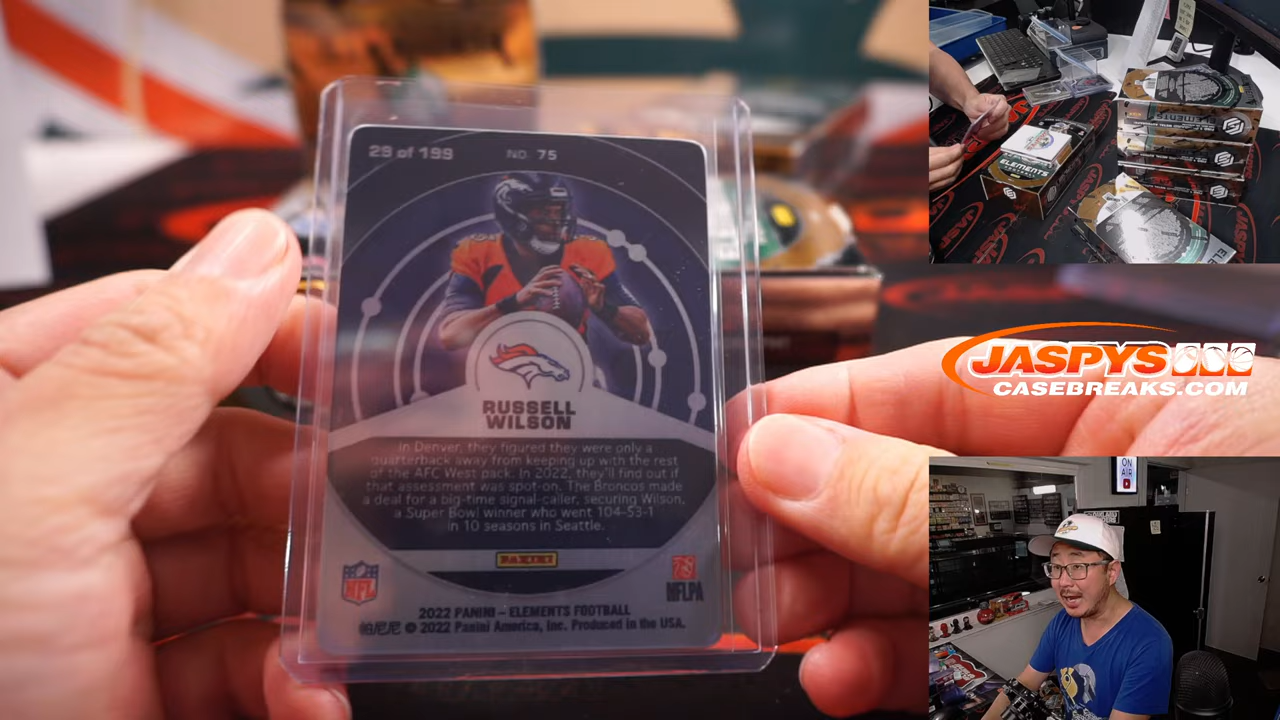 29 of 199
NO. 75
RUSSELL
WILSON
In Denver, they figured they were only a
quarterback away from keeping up with the rest
of the AFC West pack. In 2022, they'll find out if
that assessment was spot-on. The Broncos made
a deal for a big-time signal-caller, securing Wilson,
a Super Bowl winner who went 104-53-1
in 10 seasons in Seattle.
PANINI
NFL
NFLPA
2022 PANINI – ELEMENTS FOOTBALL
帕尼尼 © 2022 Panini America, Inc. Produced in the USA.
ELEMENTS
JASPYS
CASEBREAKS.COM
ON
AIR